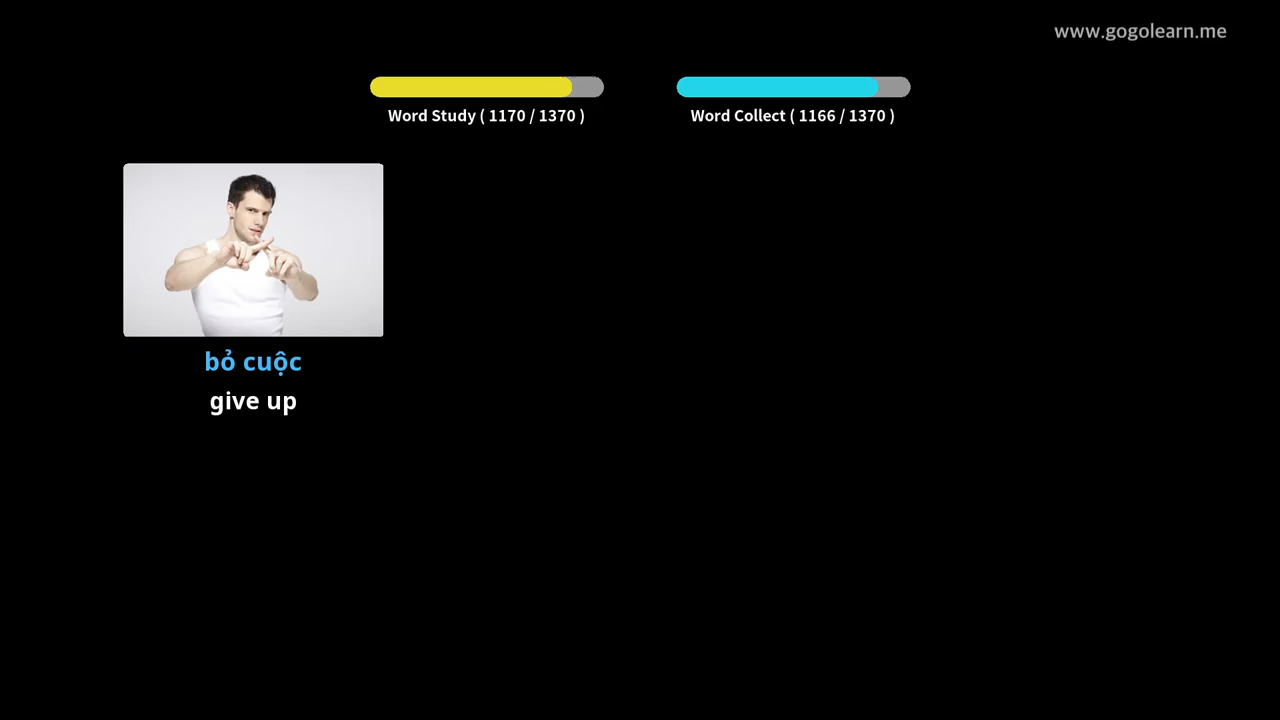 www.gogolearn.me
Word Study ( 1170 / 1370 )
Word Collect ( 1166 / 1370 )
bỏ cuộc
give up